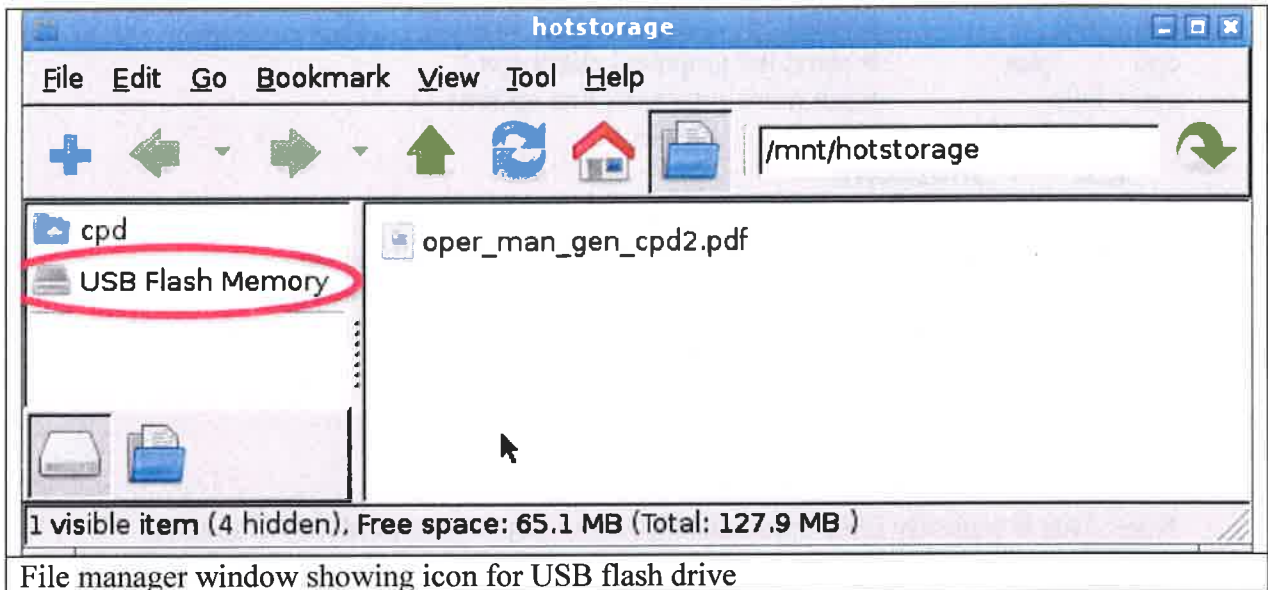 hotstorage
File Edit Go Bookmark View Tool Help
/mnt/hotstorage
cpd
USB Flash Memory
oper_man_gen_cpd2.pdf
1 visible item (4 hidden), Free space: 65.1 MB (Total: 127.9 MB )
File manager window showing icon for USB flash drive